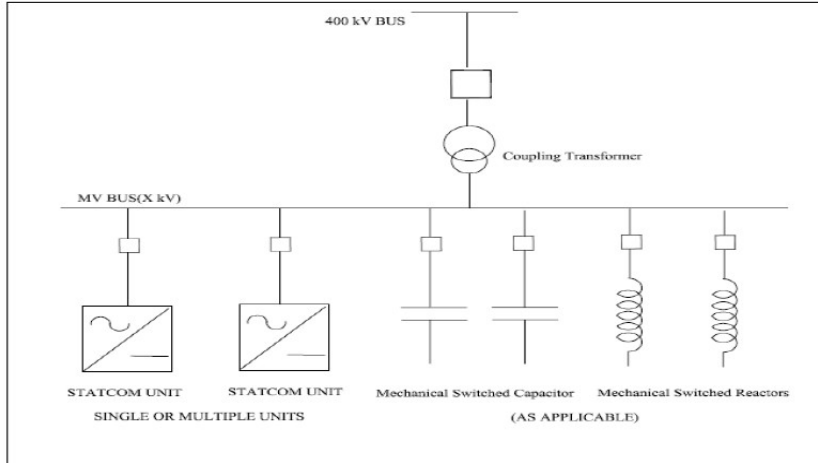 400 kV BUS
Coupling Transformer
MV BUS(X kV)
STATCOM UNIT
STATCOM UNIT
Mechanical Switched Capacitor
Mechanical Switched Reactors
SINGLE OR MULTIPLE UNITS
(AS APPLICABLE)